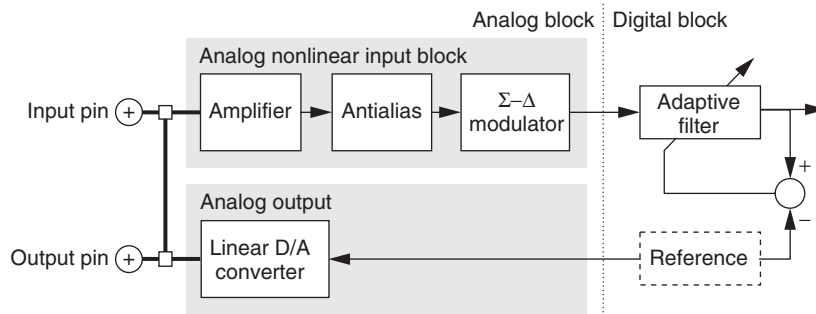 Analog block
Digital block
Analog nonlinear input block
Input pin
+
Amplifier
Antialias
Σ–Δ
modulator
Adaptive
filter
+
–
Analog output
Output pin
+
Linear D/A
converter
Reference